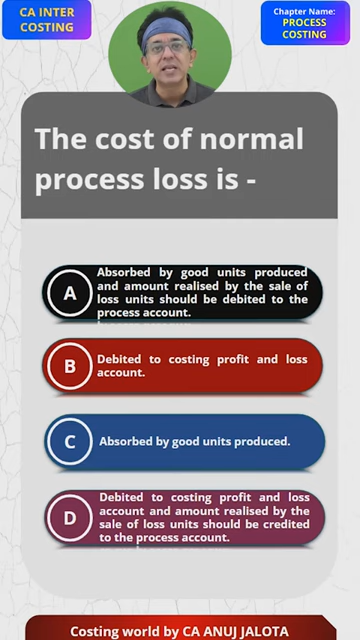 CA INTER
COSTING
Chapter Name:
PROCESS
COSTING
The cost of normal
process loss is -
A
Absorbed by good units produced
and amount realised by the sale of
loss units should be debited to the
process account.
B
Debited to costing profit and loss
account.
C
Absorbed by good units produced.
D
Debited to costing profit and loss
account and amount realised by the
sale of loss units should be credited
to the process account.
Costing world by CA ANUJ JALOTA